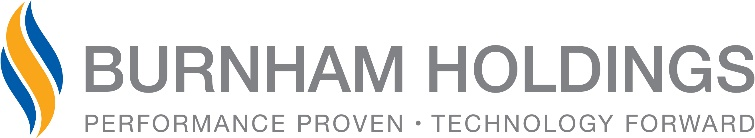 BURNHAM HOLDINGS
PERFORMANCE PROVEN · TECHNOLOGY FORWARD